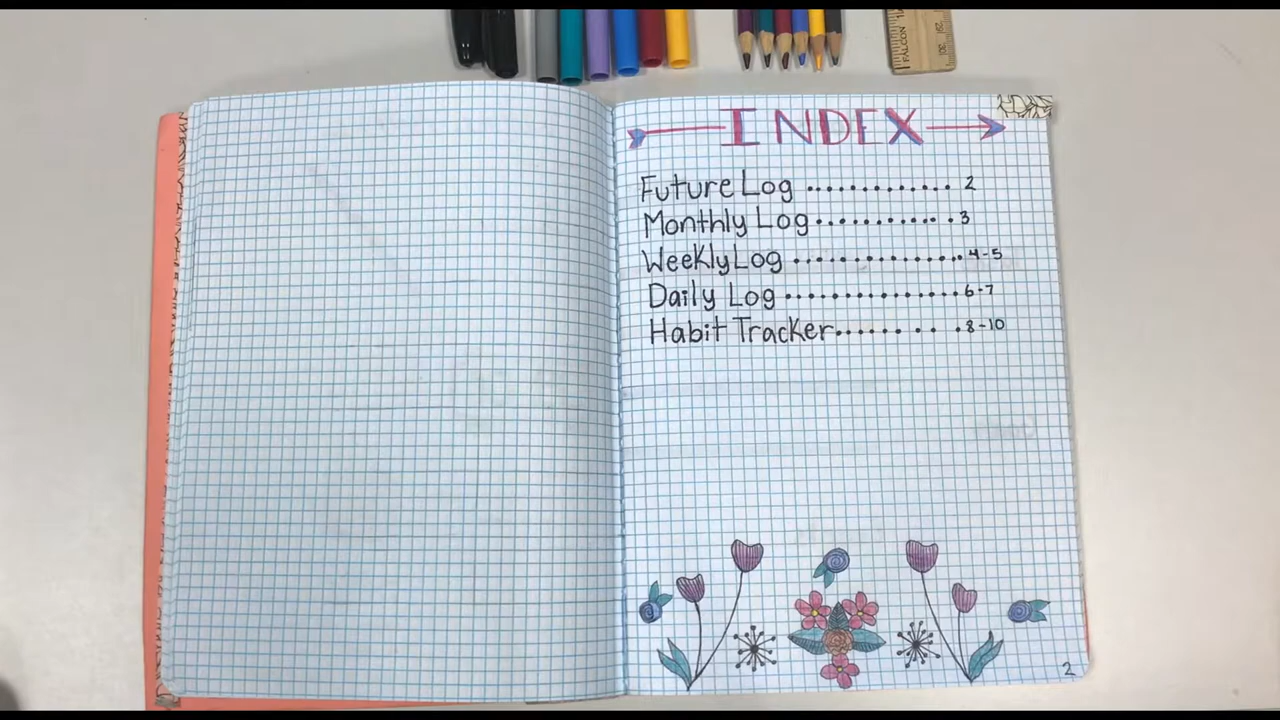 FALCON
INDEX
Future Log ............. 2
Monthly Log ............ 3
Weekly Log .............. 4-5
Daily Log ............... 6-7
Habit Tracker......... 8-10
2